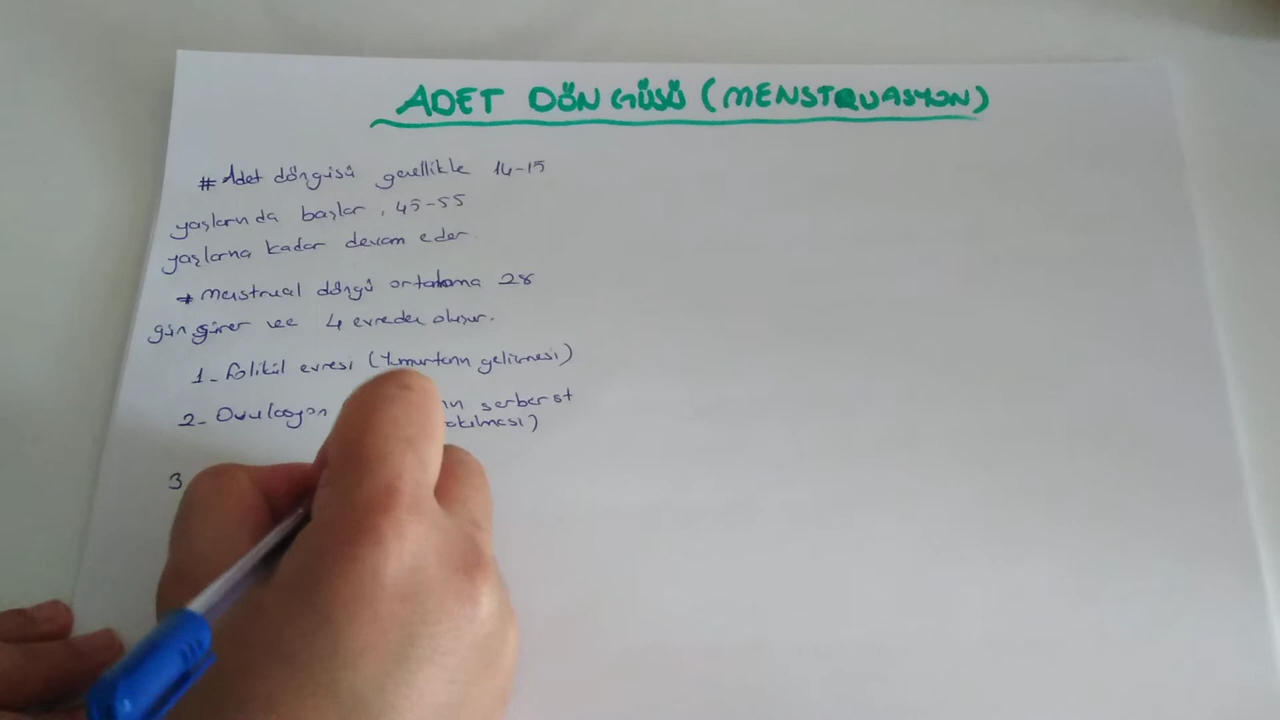 ADET DÖNGÜSÜ (MENSTRUASYON)
# Adet döngüsü genellikle 14-15
yaşlarında başlar, 45-55
yaşlarına kadar devam eder
* Menstrual döngü ortalama 28
gün sürer ve 4 evreden oluşur.
1- Folikül evresi (Yumurtanın gelişmesi)
2- Ovulasyon serbest
3